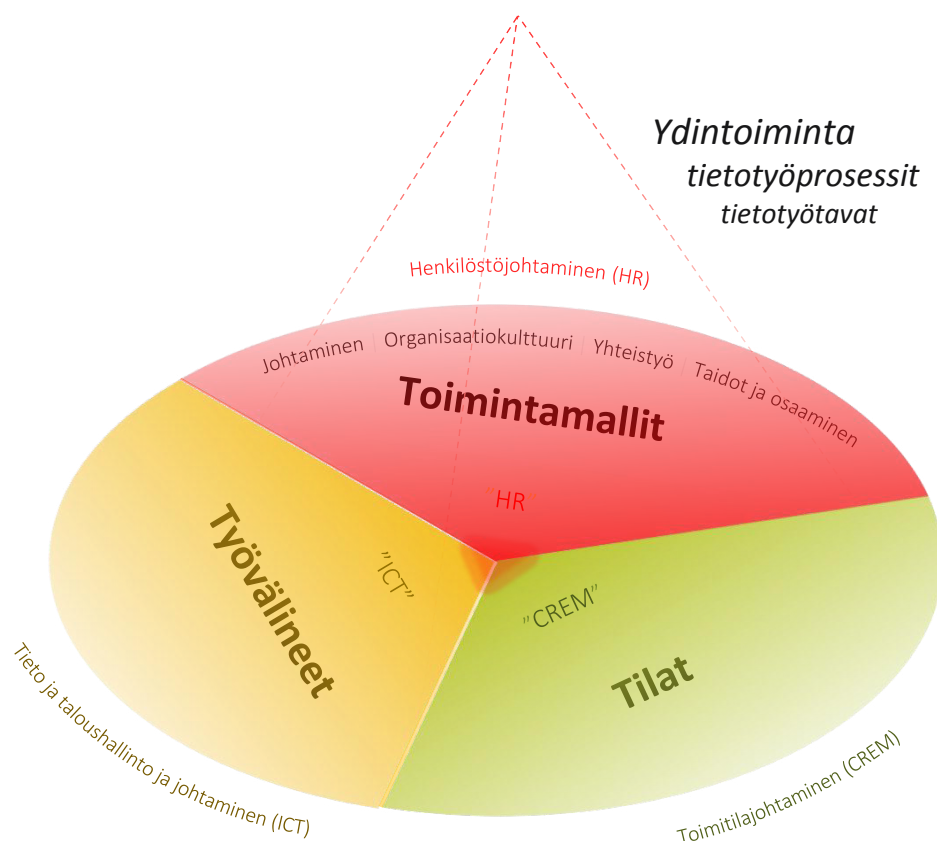 Ydintoiminta
tietotyöprosessit
tietotyötavat
Henkilöstöjohtaminen (HR)
Johtaminen Organisaatiokulttuuri Yhteistyö Taidot ja osaaminen
Toimintamallit
"HR"
Työvälineet
"ICT"
"CREM"
Tilat
Tieto ja taloushallinto ja johtaminen (ICT)
Toimitilajohtaminen (CREM)